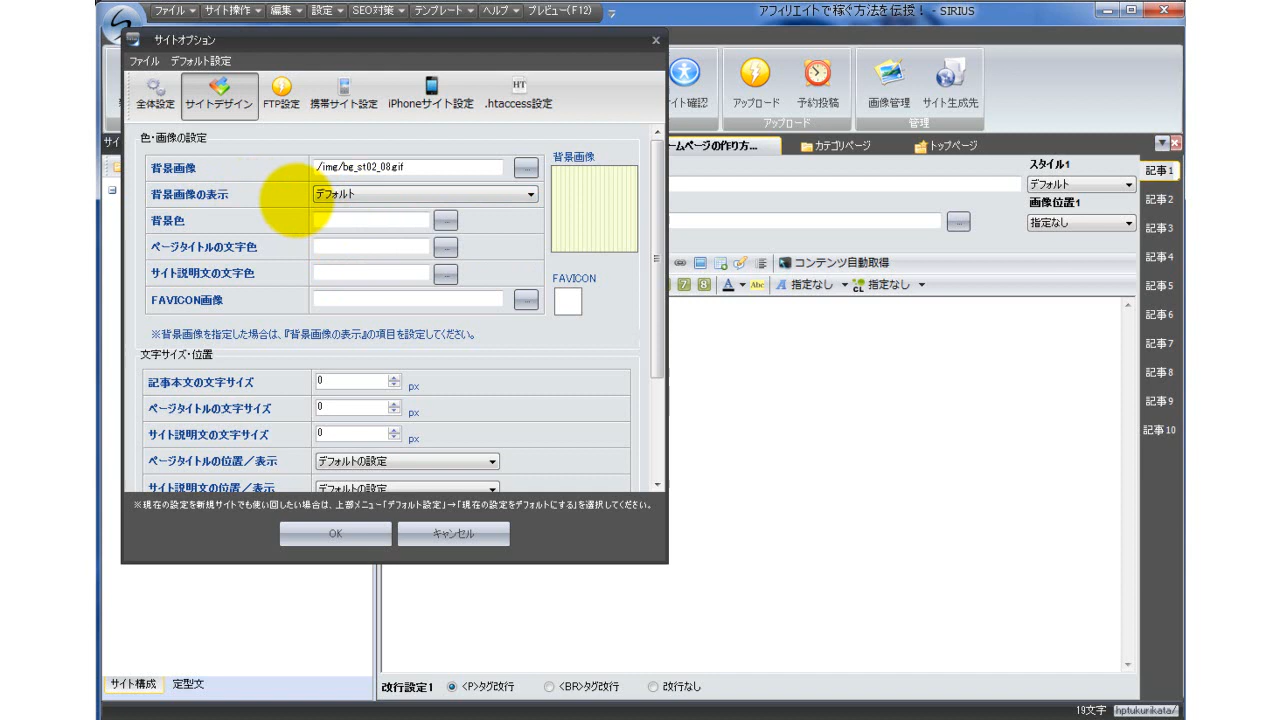 ファイル サイト操作 編集 設定 SEO対策 テンプレート ヘルプ プレビュー(F12)
アフィリエイトで稼ぐ方法を伝授！ - SIRIUS
サイトオプション
ファイル デフォルト設定
全体設定 サイトデザイン FTP設定 携帯サイト設定 iPhoneサイト設定 HT .htaccess設定
イト確認 アップロード 予約投稿 画像管理 サイト生成先
アップロード 管理
色・画像の設定
背景画像 /img/bg_st02_08.gif ...
背景画像の表示 デフォルト
背景色 ...
ページタイトルの文字色 ...
サイト説明文の文字色 ...
FAVICON画像 ...
背景画像
FAVICON
※背景画像を指定した場合は、『背景画像の表示』の項目を設定してください。
文字サイズ・位置
記事本文の文字サイズ 0 px
ページタイトルの文字サイズ 0 px
サイト説明文の文字サイズ 0 px
ページタイトルの位置／表示 デフォルトの設定
サイト説明文の位置／表示 デフォルトの設定
※現在の設定を新規サイトでも使い回したい場合は、上部メニュー「デフォルト設定」→「現在の設定をデフォルトにする」を選択してください。
OK キャンセル
サイ
ームページの作り方... カテゴリページ トップページ
スタイル1
デフォルト
画像位置1
指定なし
...
コンテンツ自動取得
7 8 A Abc A 指定なし CL 指定なし
記事1
記事2
記事3
記事4
記事5
記事6
記事7
記事8
記事9
記事10
サイト構成 定型文
改行設定1 <P>タグ改行 <BR>タグ改行 改行なし
19文字 hptukurikata/